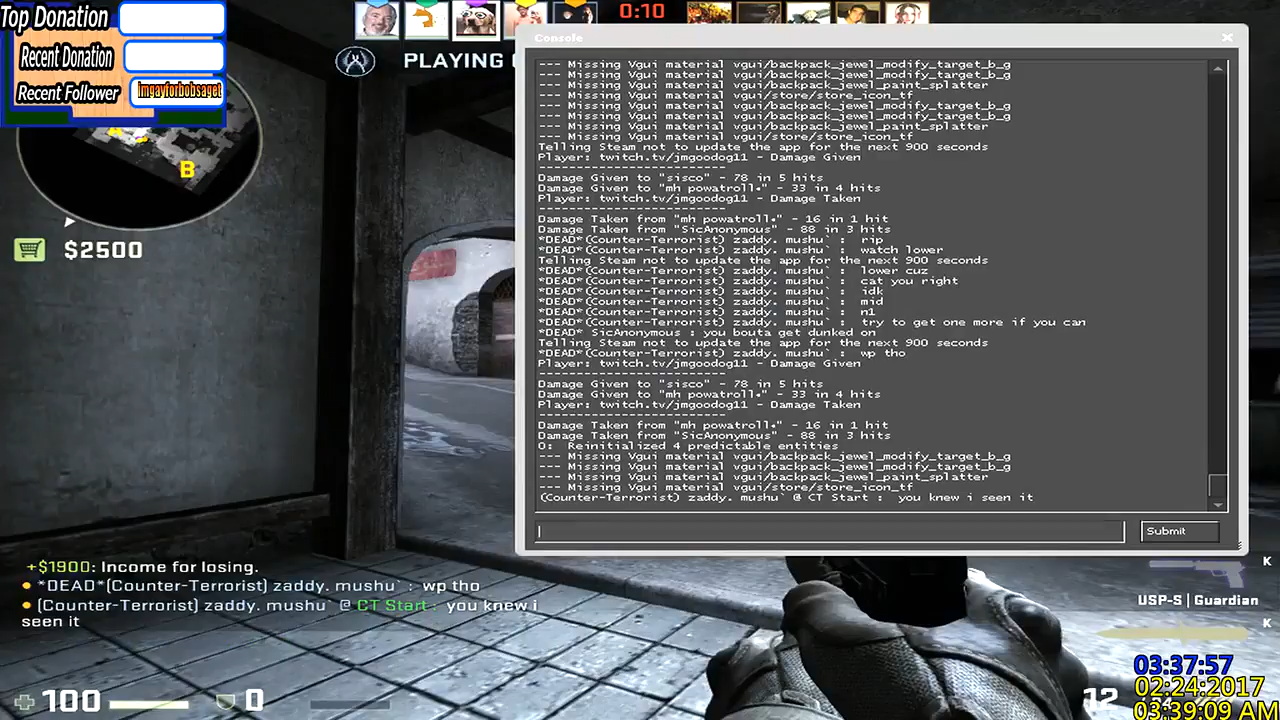 Top Donation
Recent Donation
Recent Follower
Imgayforbobsaget
B
$2500
0:10
PLAYING
Console
--- Missing Vgui material vgui/backpack_jewel_modify_target_b_g
--- Missing Vgui material vgui/backpack_jewel_modify_target_b_g
--- Missing Vgui material vgui/backpack_jewel_paint_splatter
--- Missing Vgui material vgui/store/store_icon_tf
--- Missing Vgui material vgui/backpack_jewel_modify_target_b_g
--- Missing Vgui material vgui/backpack_jewel_modify_target_b_g
--- Missing Vgui material vgui/backpack_jewel_paint_splatter
--- Missing Vgui material vgui/store/store_icon_tf
Telling Steam not to update the app for the next 900 seconds
Player: twitch.tv/jmgoodog11 - Damage Given
-------------------------
Damage Given to "sisco" - 78 in 5 hits
Damage Given to "mh powatroll•" - 33 in 4 hits
Player: twitch.tv/jmgoodog11 - Damage Taken
-------------------------
Damage Taken from "mh powatroll•" - 16 in 1 hit
Damage Taken from "SicAnonymous" - 88 in 3 hits
*DEAD*(Counter-Terrorist) zaddy. mushu` : rip
*DEAD*(Counter-Terrorist) zaddy. mushu` : watch lower
Telling Steam not to update the app for the next 900 seconds
*DEAD*(Counter-Terrorist) zaddy. mushu` : lower cuz
*DEAD*(Counter-Terrorist) zaddy. mushu` : cat you right
*DEAD*(Counter-Terrorist) zaddy. mushu` : idk
*DEAD*(Counter-Terrorist) zaddy. mushu` : mid
*DEAD*(Counter-Terrorist) zaddy. mushu` : n1
*DEAD*(Counter-Terrorist) zaddy. mushu` : try to get one more if you can
*DEAD* SicAnonymous : you bouta get dunked on
Telling Steam not to update the app for the next 900 seconds
*DEAD*(Counter-Terrorist) zaddy. mushu` : wp tho
Player: twitch.tv/jmgoodog11 - Damage Given
-------------------------
Damage Given to "sisco" - 78 in 5 hits
Damage Given to "mh powatroll•" - 33 in 4 hits
Player: twitch.tv/jmgoodog11 - Damage Taken
-------------------------
Damage Taken from "mh powatroll•" - 16 in 1 hit
Damage Taken from "SicAnonymous" - 88 in 3 hits
0: Reinitialized 4 predictable entities
--- Missing Vgui material vgui/backpack_jewel_modify_target_b_g
--- Missing Vgui material vgui/backpack_jewel_modify_target_b_g
--- Missing Vgui material vgui/backpack_jewel_paint_splatter
--- Missing Vgui material vgui/store/store_icon_tf
(Counter-Terrorist) zaddy. mushu` @ CT Start : you knew i seen it
Submit
+$1900: Income for losing.
*DEAD*(Counter-Terrorist) zaddy. mushu` : wp tho
(Counter-Terrorist) zaddy. mushu` @ CT Start : you knew i
seen it
K
USP-S | Guardian
K
100
0
12
03:37:57
02:24:2017
03:39:09 AM